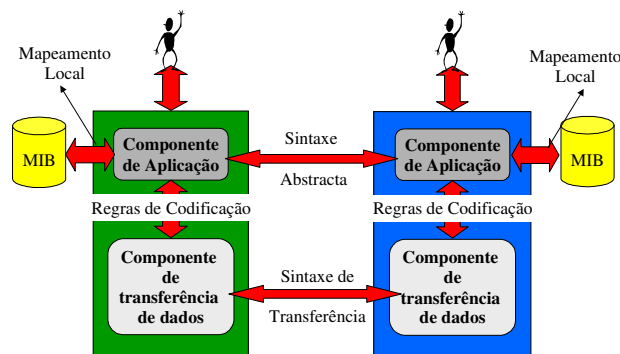 Mapeamento
Local
Mapeamento
Local
MIB
Componente
de Aplicação
Sintaxe
Abstracta
Componente
de Aplicação
MIB
Regras de Codificação
Regras de Codificação
Componente
de
transferência
de dados
Sintaxe de
Transferência
Componente
de
transferência
de dados